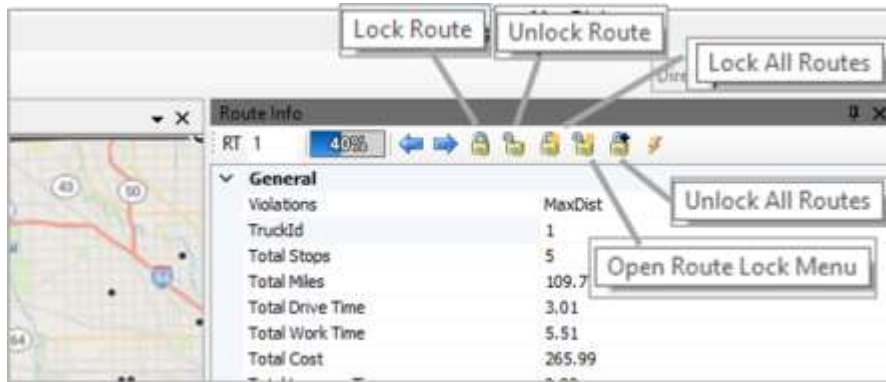 Lock Route
Unlock Route
Lock All Routes
Route Info
RT 1 40%
General
Violations MaxDist
Unlock All Routes
TruckId 1
Total Stops 5
Open Route Lock Menu
Total Miles 109.7
Total Drive Time 3.01
Total Work Time 5.51
Total Cost 265.99
50
64